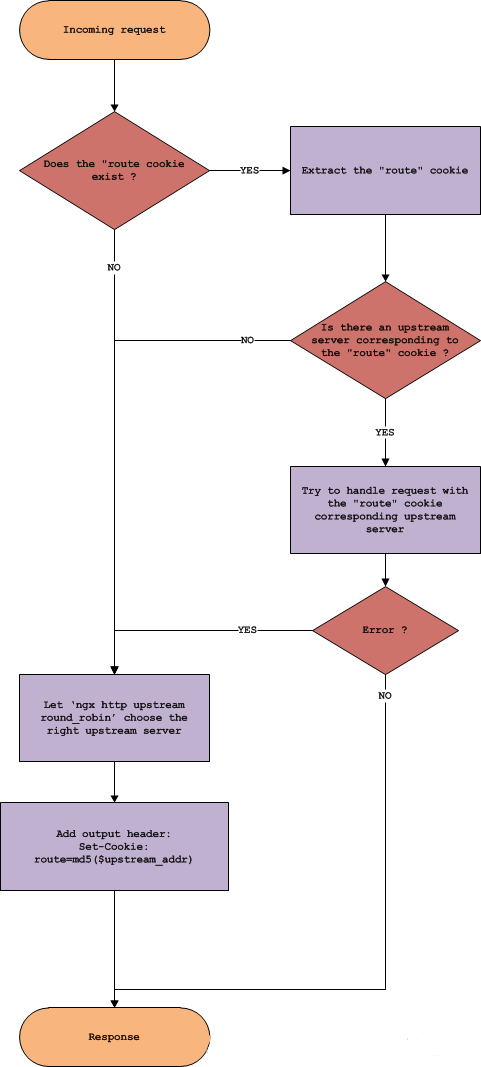 Incoming request
Does the "route cookie
exist ?
YES
Extract the "route" cookie
NO
Is there an upstream
server corresponding to
the "route" cookie ?
NO
YES
Try to handle request with
the "route" cookie
corresponding upstream
server
Error ?
YES
NO
Let ‘ngx http upstream
round_robin’ choose the
right upstream server
Add output header:
Set-Cookie:
route=md5($upstream_addr)
Response